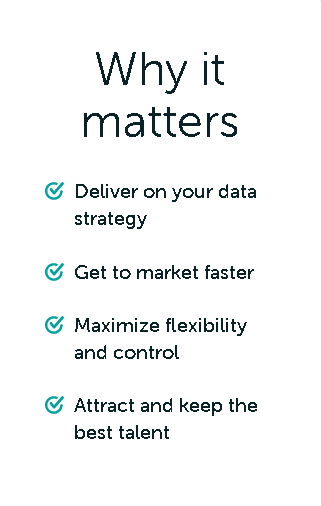 Why it
matters
Deliver on your data
strategy
Get to market faster
Maximize flexibility
and control
Attract and keep the
best talent